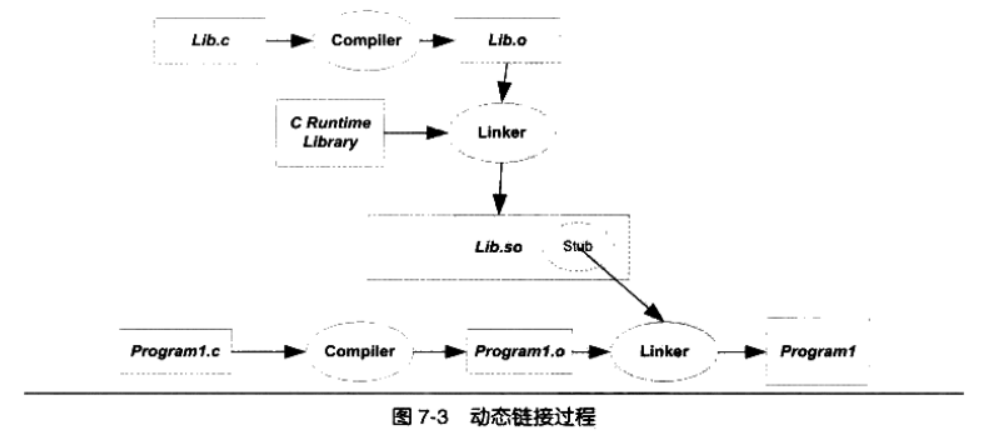 Lib.c
Compiler
Lib.o
C Runtime
Library
Linker
Lib.so
Stub
Program1.c
Compiler
Program1.o
Linker
Program1
图 7-3 动态链接过程